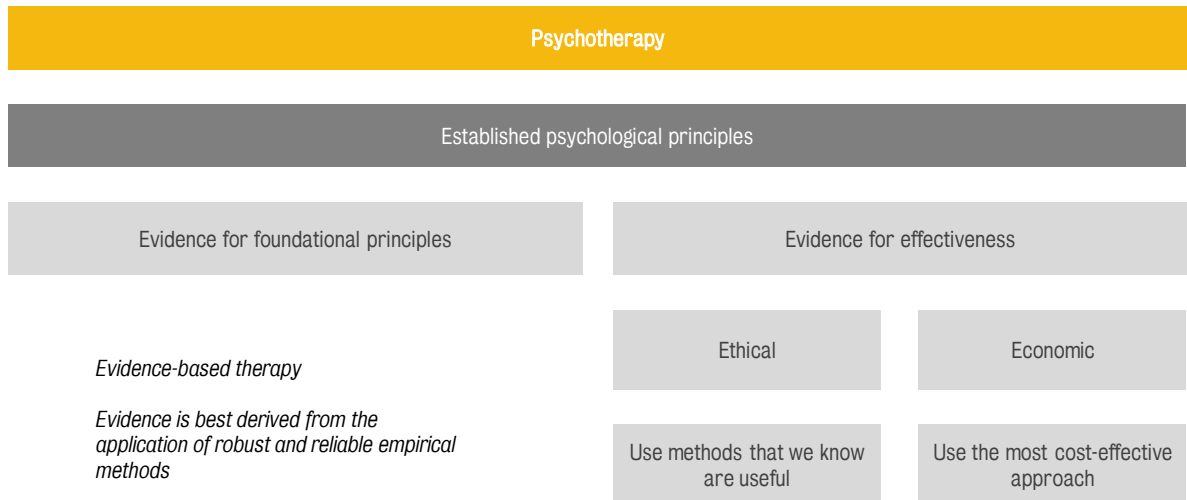 Psychotherapy
Established psychological principles
Evidence for foundational principles
Evidence for effectiveness
Evidence-based therapy
Evidence is best derived from the
application of robust and reliable empirical
methods
Ethical
Economic
Use methods that we know
are useful
Use the most cost-effective
approach